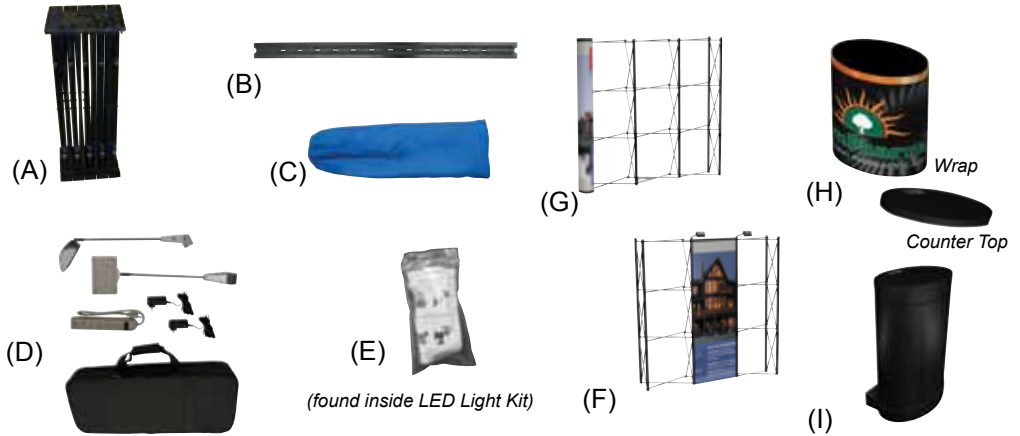 (A)
(B)
(C)
(D)
(E)
(found inside LED Light Kit)
(G)
(F)
(H)
Wrap
Counter Top
(I)